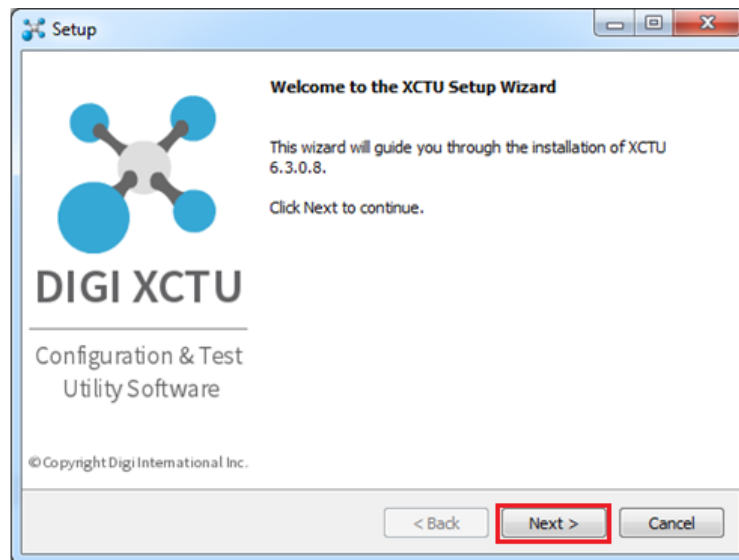 Setup
Welcome to the XCTU Setup Wizard
This wizard will guide you through the installation of XCTU
6.3.0.8.
Click Next to continue.
DIGI XCTU
Configuration & Test
Utility Software
© Copyright Digi International Inc.
< Back
Next >
Cancel